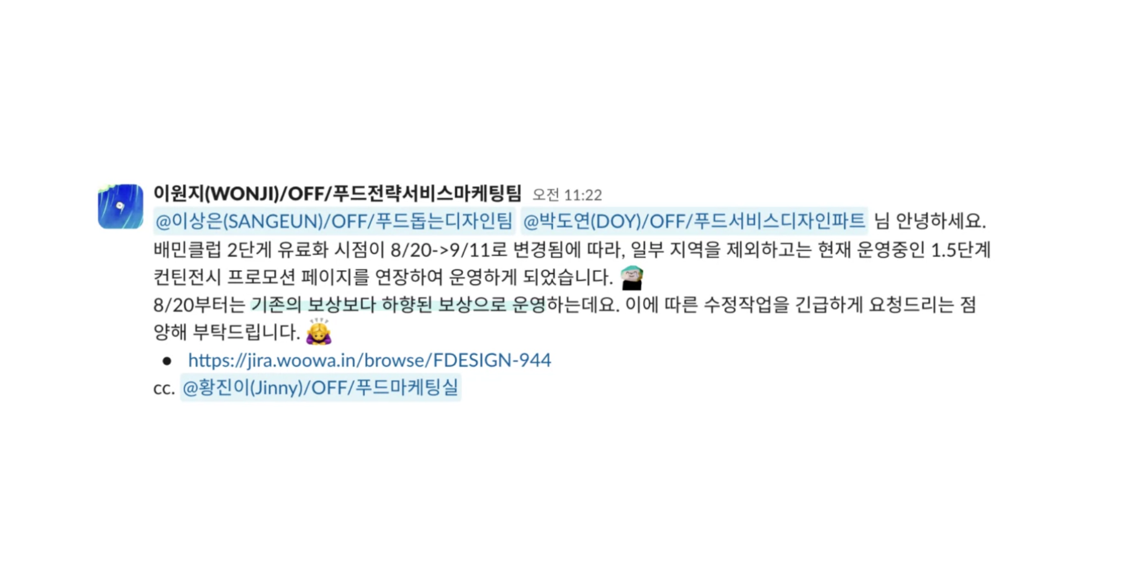 이원지(WONJI)/OFF/푸드전략서비스마케팅팀 오전 11:22
@이상은(SANGEUN)/OFF/푸드돕는디자인팀 @박도연(DOY)/OFF/푸드서비스디자인파트 님 안녕하세요.
배민클럽 2단게 유료화 시점이 8/20->9/11로 변경됨에 따라, 일부 지역을 제외하고는 현재 운영중인 1.5단계
컨틴전시 프로모션 페이지를 연장하여 운영하게 되었습니다.
8/20부터는 기존의 보상보다 하향된 보상으로 운영하는데요. 이에 따른 수정작업을 긴급하게 요청드리는 점
양해 부탁드립니다.
● https://jira.woowa.in/browse/FDESIGN-944
cc. @황진이(Jinny)/OFF/푸드마케팅실